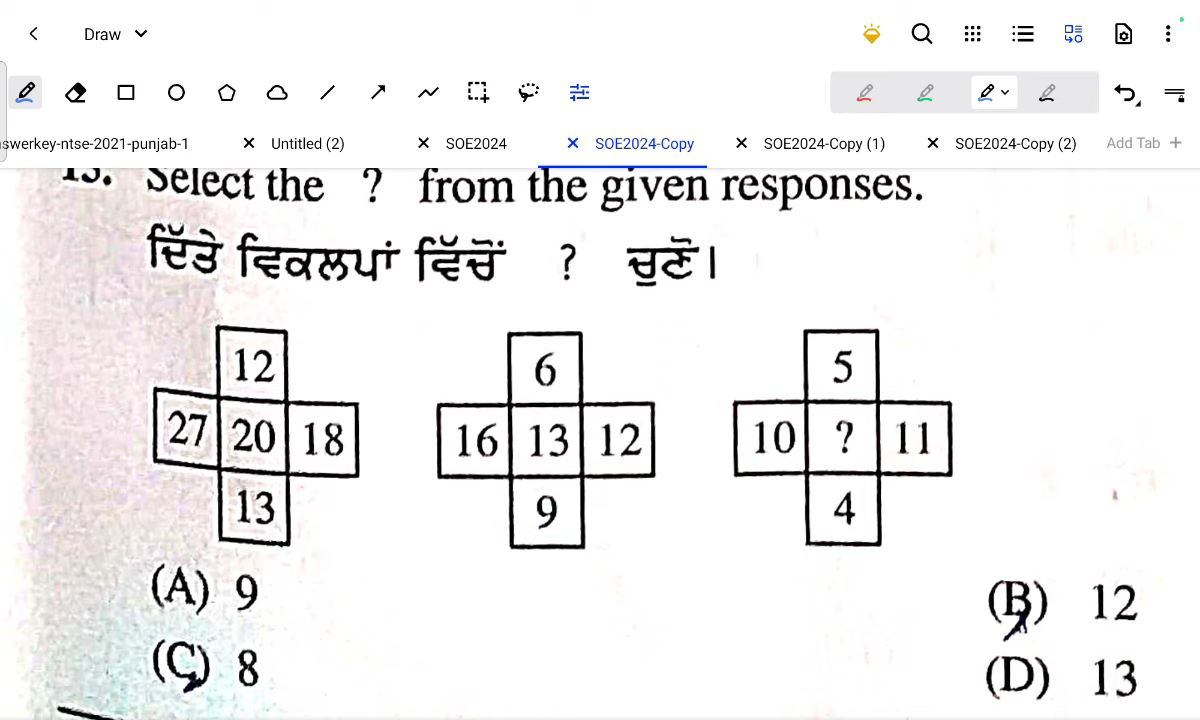 Draw
swerkey-ntse-2021-punjab-1
Untitled (2)
SOE2024
SOE2024-Copy
SOE2024-Copy (1)
SOE2024-Copy (2)
Add Tab +
13. Select the ? from the given responses.
ਦਿੱਤੇ ਵਿਕਲਪਾਂ ਵਿੱਚੋਂ ? ਚੁਣੋ।
12
27 20 18
13
6
16 13 12
9
5
10 ? 11
4
(A) 9
(B) 12
(C) 8
(D) 13